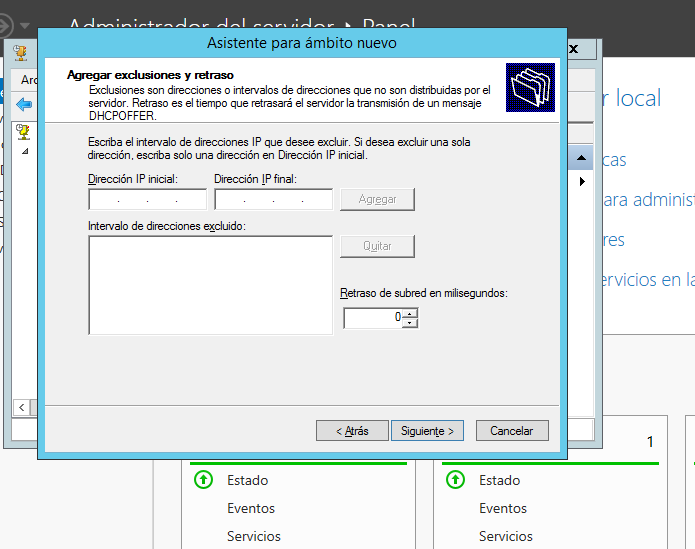 Administrador del servidor ▸ Panel
Asistente para ámbito nuevo
x
Agregar exclusiones y retraso
Exclusiones son direcciones o intervalos de direcciones que no son distribuidas por el
servidor. Retraso es el tiempo que retrasará el servidor la transmisión de un mensaje
DHCPOFFER.
Escriba el intervalo de direcciones IP que desee excluir. Si desea excluir una sola
dirección, escriba solo una dirección en Dirección IP inicial.
Dirección IP inicial:
Dirección IP final:
Agregar
Intervalo de direcciones excluido:
Quitar
Retraso de subred en milisegundos:
0
< Atrás
Siguiente >
Cancelar
Arc
r local
cas
ara administ
res
ervicios en la
1
Estado
Eventos
Servicios
Estado
Eventos
Servicios